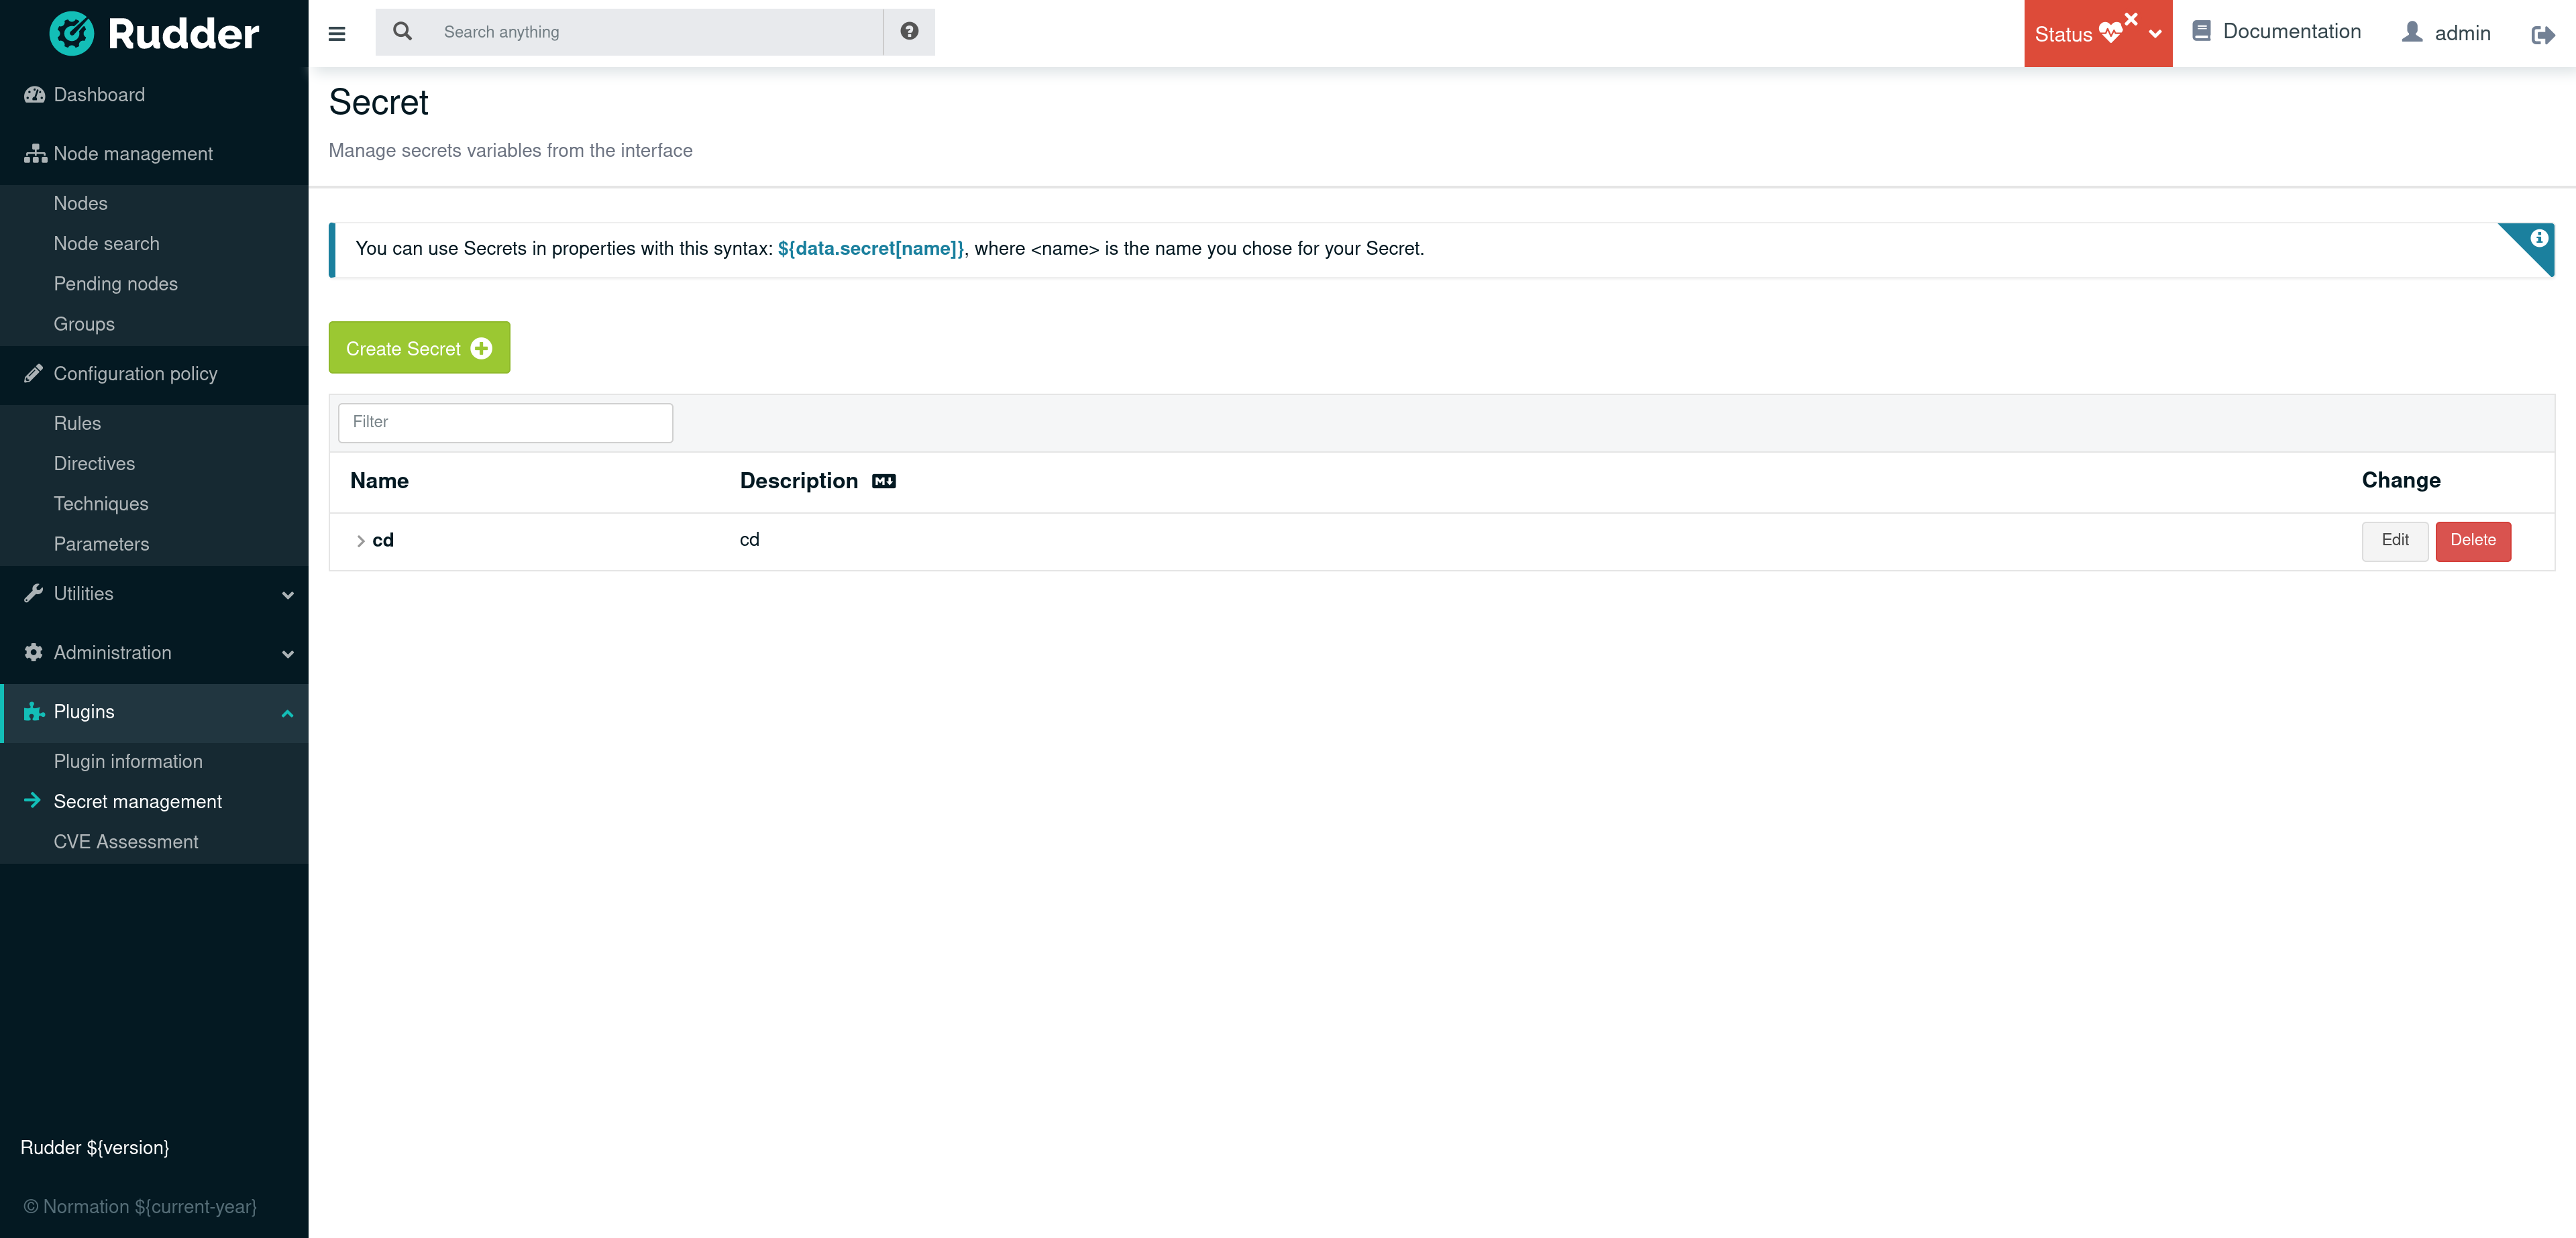 Rudder
Search anything
Status
Documentation
admin
Dashboard
Node management
Nodes
Node search
Pending nodes
Groups
Configuration policy
Rules
Directives
Techniques
Parameters
Utilities
Administration
Plugins
Plugin information
Secret management
CVE Assessment
Rudder ${version}
© Normation ${current-year}
Secret
Manage secrets variables from the interface
You can use Secrets in properties with this syntax: ${data.secret[name]}, where <name> is the name you chose for your Secret.
Create Secret
Filter
Name Description M↓ Change
cd cd Edit Delete